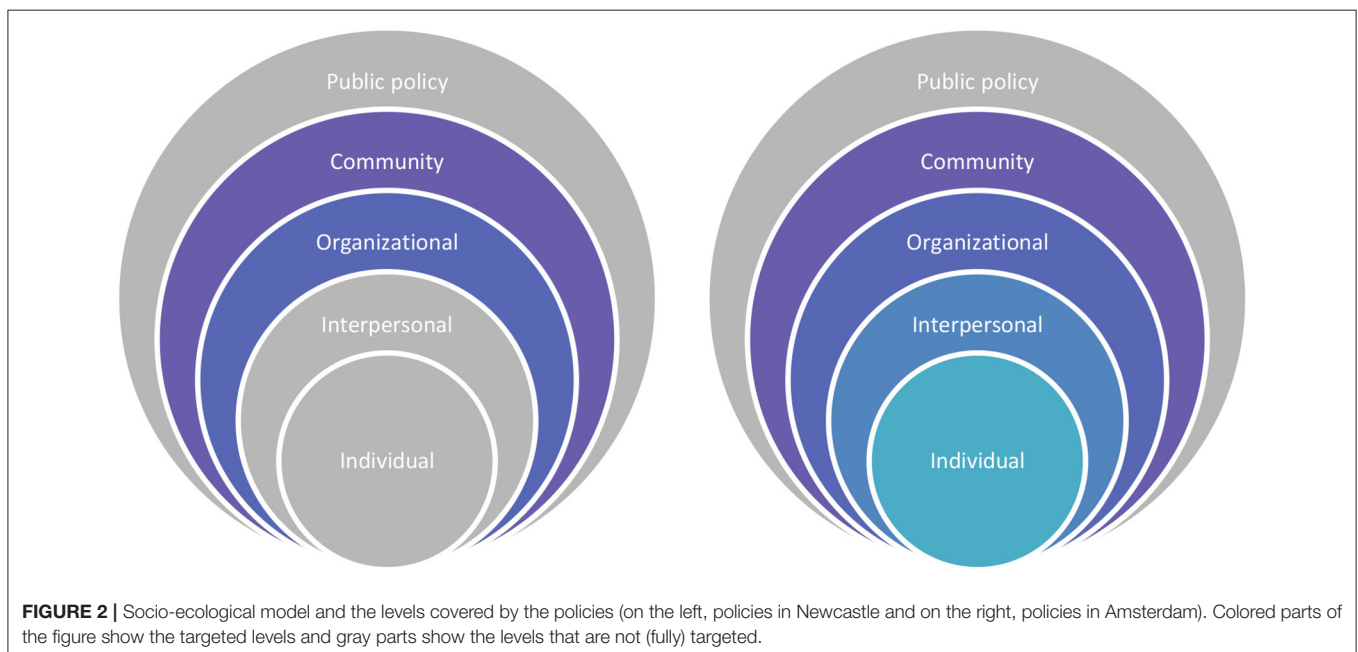 Public policy
Community
Organizational
Interpersonal
Individual
Public policy
Community
Organizational
Interpersonal
Individual
FIGURE 2 | Socio-ecological model and the levels covered by the policies (on the left, policies in Newcastle and on the right, policies in Amsterdam). Colored parts of
the figure show the targeted levels and gray parts show the levels that are not (fully) targeted.